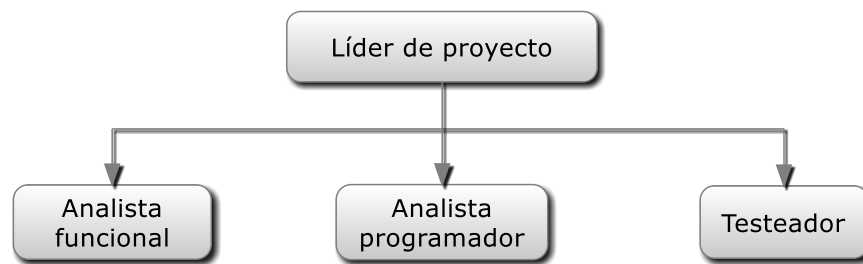 Líder de proyecto
Analista
funcional
Analista
programador
Testeador